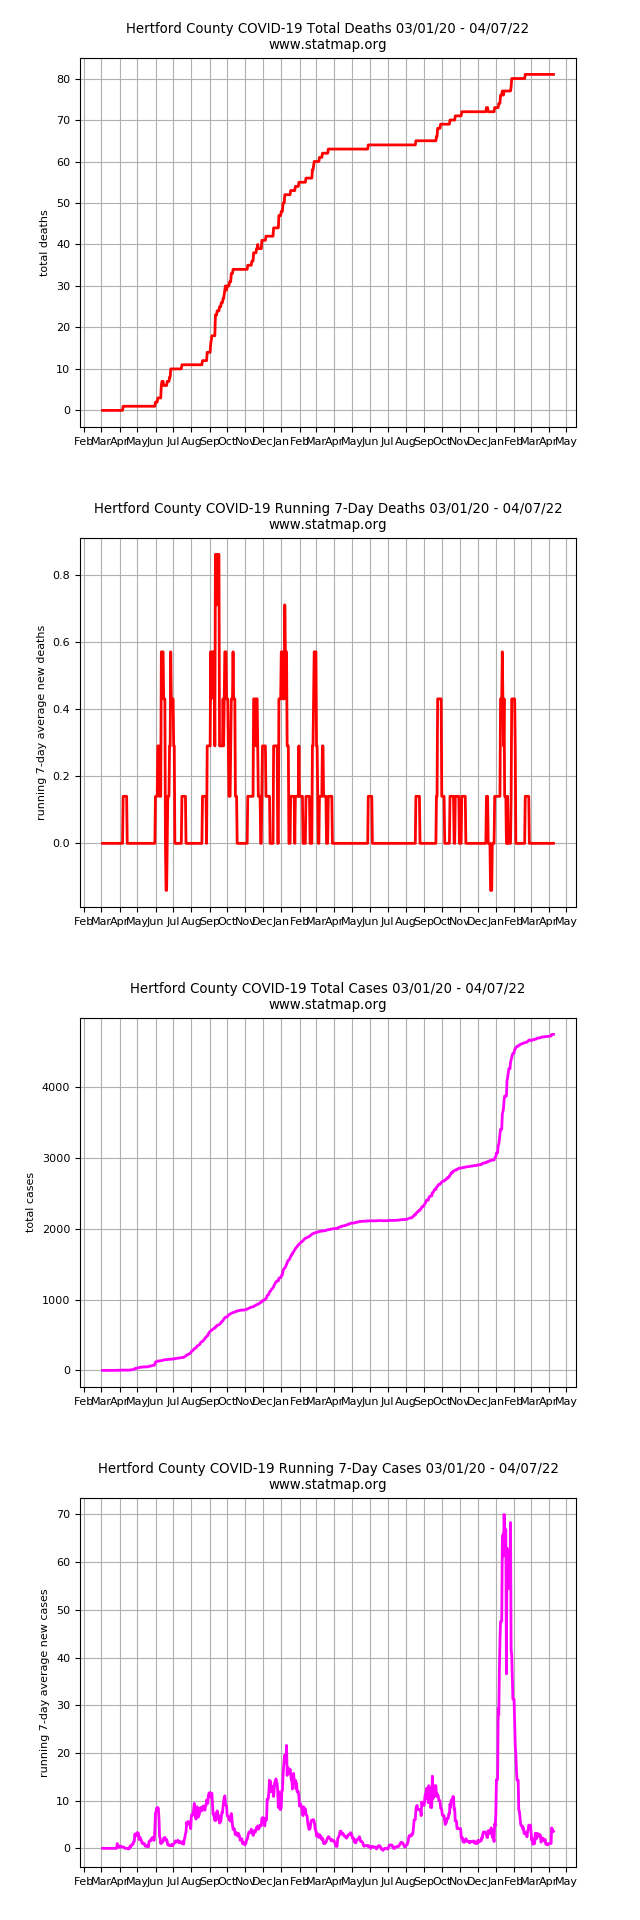 Hertford County COVID-19 Total Deaths 03/01/20 - 04/07/22
www.statmap.org
80
70
60
50
40
30
20
10
0
total deaths
Feb Mar Apr May Jun Jul Aug Sep Oct Nov Dec Jan Feb Mar Apr May Jun Jul Aug Sep Oct Nov Dec Jan Feb Mar Apr May
Hertford County COVID-19 Running 7-Day Deaths 03/01/20 - 04/07/22
www.statmap.org
0.8
0.6
0.4
0.2
0.0
running 7-day average new deaths
Feb Mar Apr May Jun Jul Aug Sep Oct Nov Dec Jan Feb Mar Apr May Jun Jul Aug Sep Oct Nov Dec Jan Feb Mar Apr May
Hertford County COVID-19 Total Cases 03/01/20 - 04/07/22
www.statmap.org
4000
3000
2000
1000
0
total cases
Feb Mar Apr May Jun Jul Aug Sep Oct Nov Dec Jan Feb Mar Apr May Jun Jul Aug Sep Oct Nov Dec Jan Feb Mar Apr May
Hertford County COVID-19 Running 7-Day Cases 03/01/20 - 04/07/22
www.statmap.org
70
60
50
40
30
20
10
0
running 7-day average new cases
Feb Mar Apr May Jun Jul Aug Sep Oct Nov Dec Jan Feb Mar Apr May Jun Jul Aug Sep Oct Nov Dec Jan Feb Mar Apr May